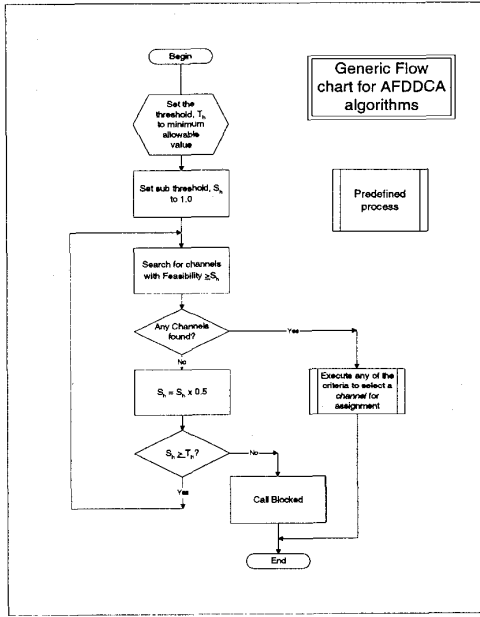 Begin
Generic Flow
chart for AFDDCA
algorithms
Set the
threshold, Th
to minimum
allowable
value
Set sub threshold, Sh
to 1.0
Predefined
process
Search for channels
with Feasibility ≥Sh
Any Channels
found?
Yes
No
Execute any of the
criteria to select a
channel for
assignment
Sh = Sh x 0.5
Sh ≥ Th?
No
Yes
Call Blocked
End